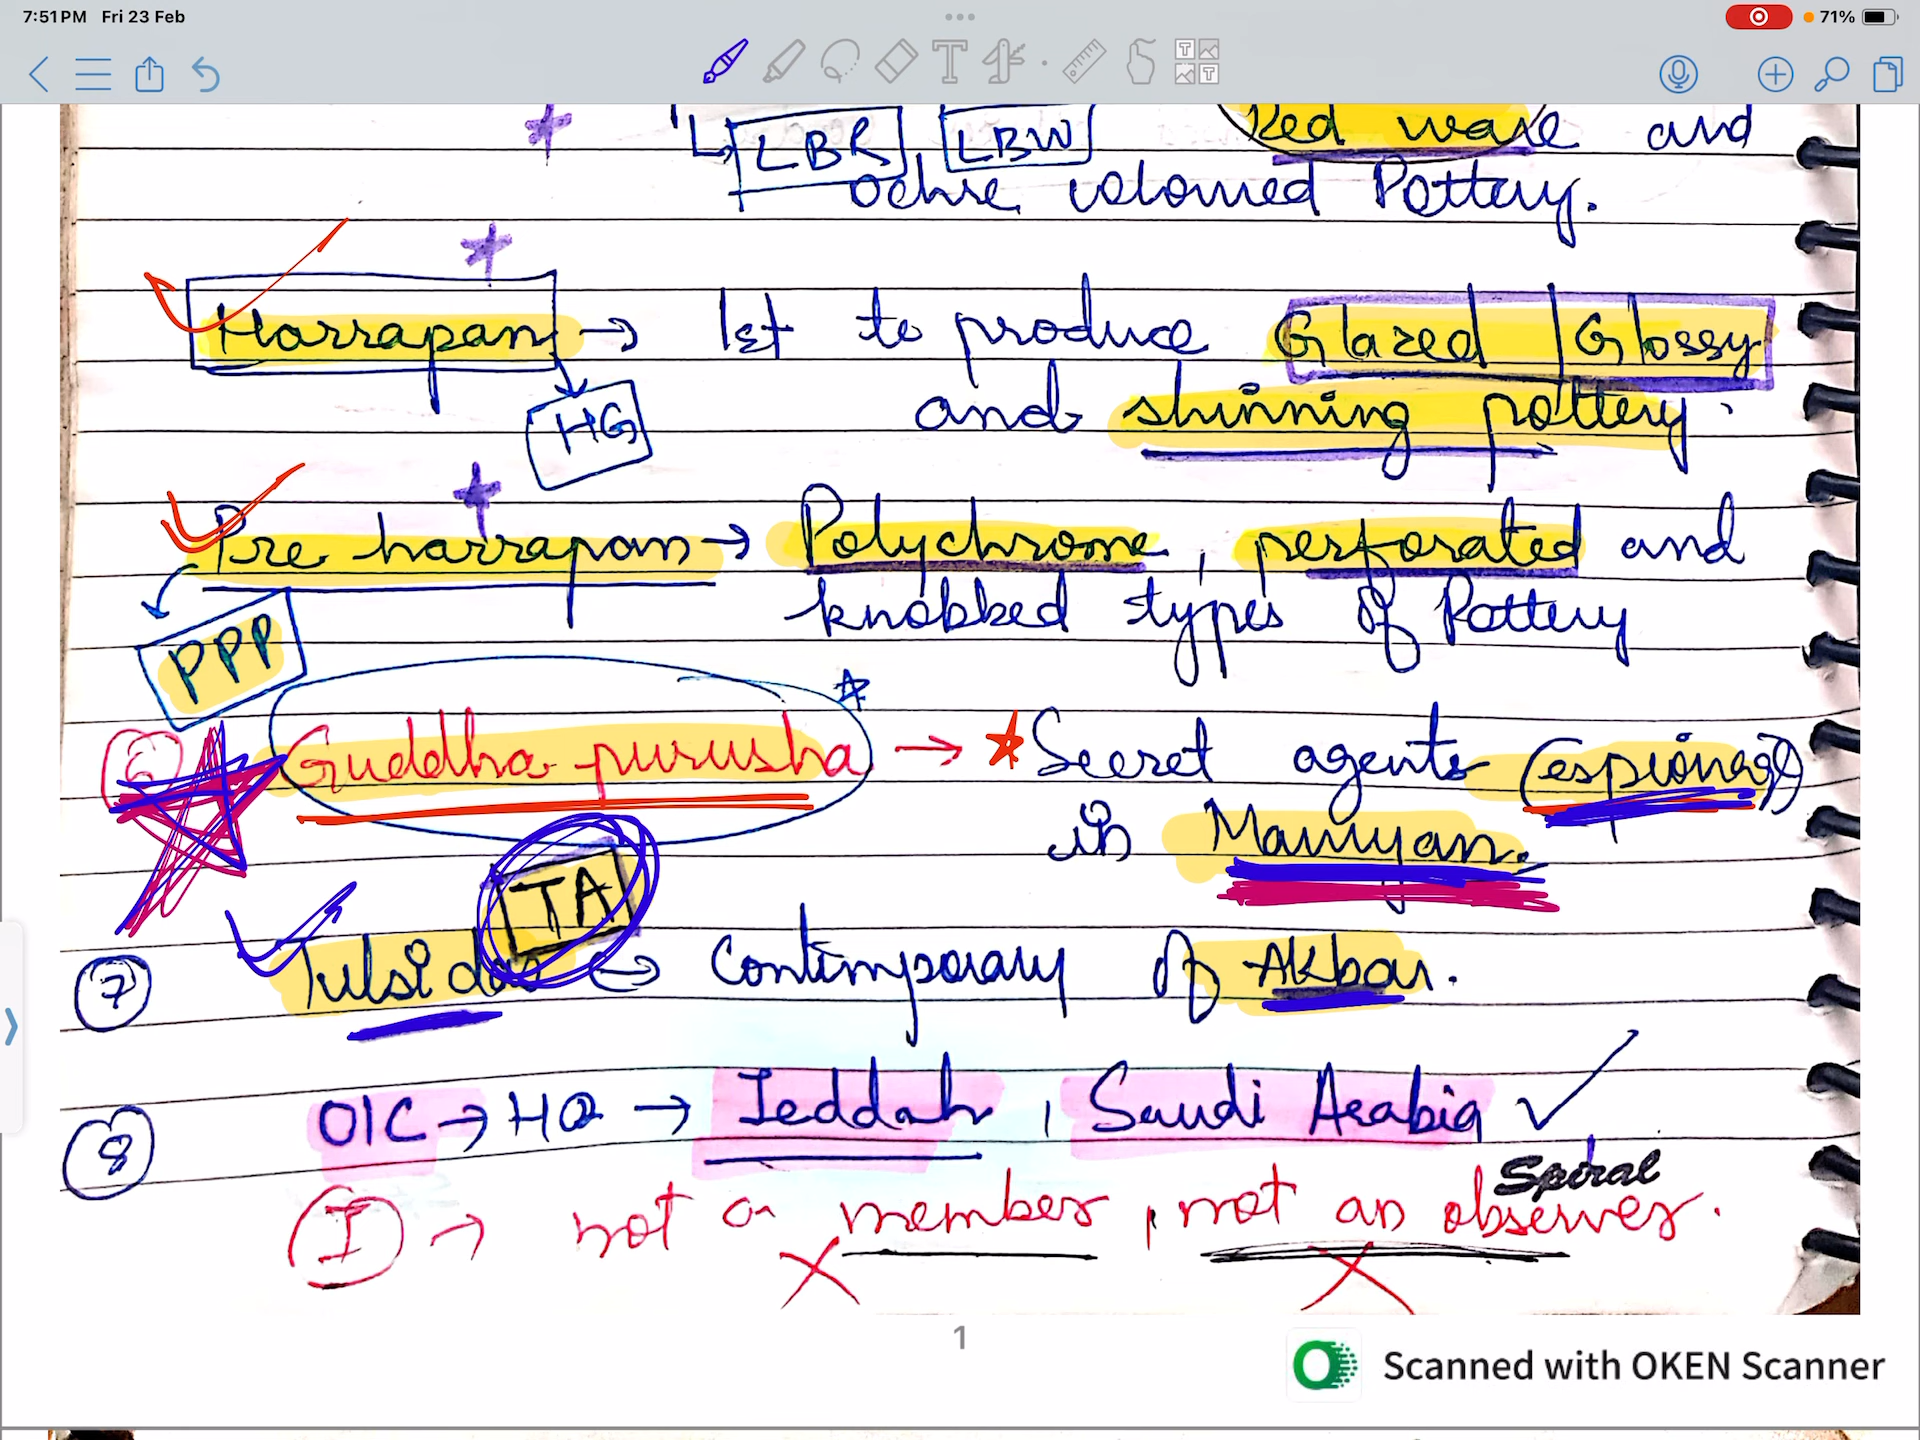 7:51 PM Fri 23 Feb
71%
LBR LBW Red ware and
Ochre coloured Pottery.
Harrapan → 1st to produce Glazed / Glossy
and shinning pottery.
HG
Pre harrapan → Polychrome, perforated and
knobbed types of Pottery
PPP
6 Guddha purusha → Secret agents (espionage)
in Mauryan.
TA
7 Tulsidas → Contemporary of Akbar.
8 OIC → HQ → Jeddah, Saudi Arabia
Spiral
I → not a member, not an observer.
1
Scanned with OKEN Scanner